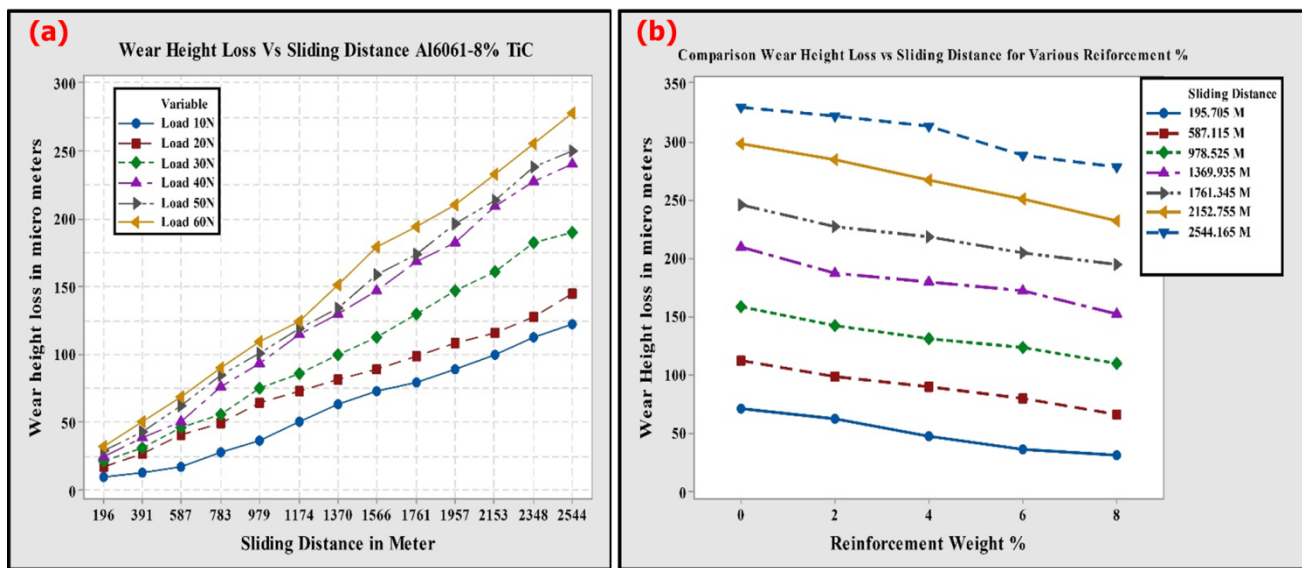 (a)
Wear Height Loss Vs Sliding Distance Al6061-8% TiC
Wear height loss in micro meters
300
250
200
150
100
50
0
Variable
Load 10N
Load 20N
Load 30N
Load 40N
Load 50N
Load 60N
196 391 587 783 979 1174 1370 1566 1761 1957 2153 2348 2544
Sliding Distance in Meter
(b)
Comparison Wear Height Loss vs Sliding Distance for Various Reiforcement %
Wear Height loss in micro meters
350
300
250
200
150
100
50
0
Sliding Distance
195.705 M
587.115 M
978.525 M
1369.935 M
1761.345 M
2152.755 M
2544.165 M
0 2 4 6 8
Reinforcement Weight %